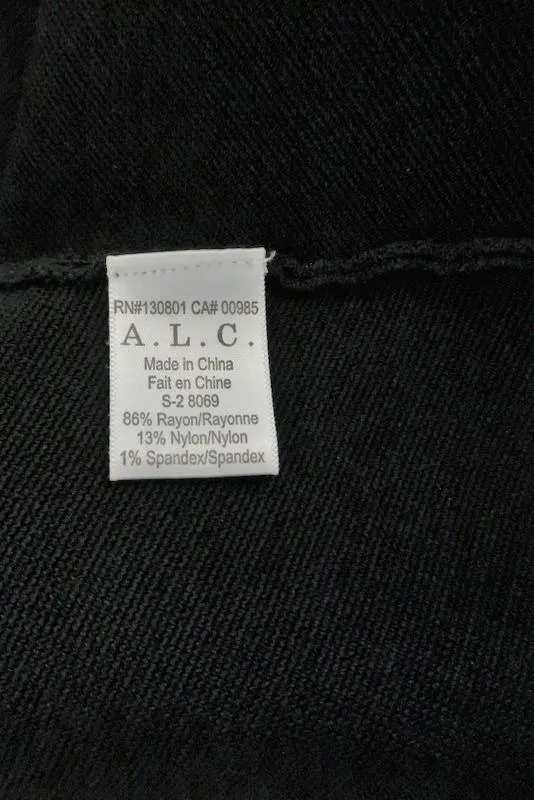 RN#130801 CA# 00985
A.L.C.
Made in China
Fait en Chine
S-2 8069
86% Rayon/Rayonne
13% Nylon/Nylon
1% Spandex/Spandex